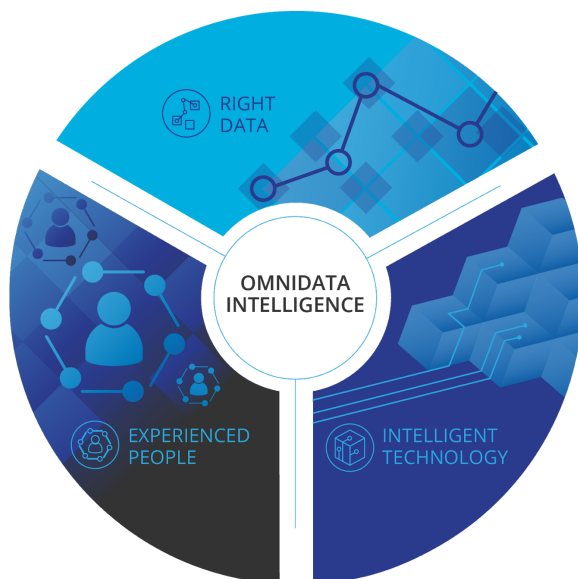 RIGHT
DATA
OMNIDATA
INTELLIGENCE
EXPERIENCED
PEOPLE
INTELLIGENT
TECHNOLOGY